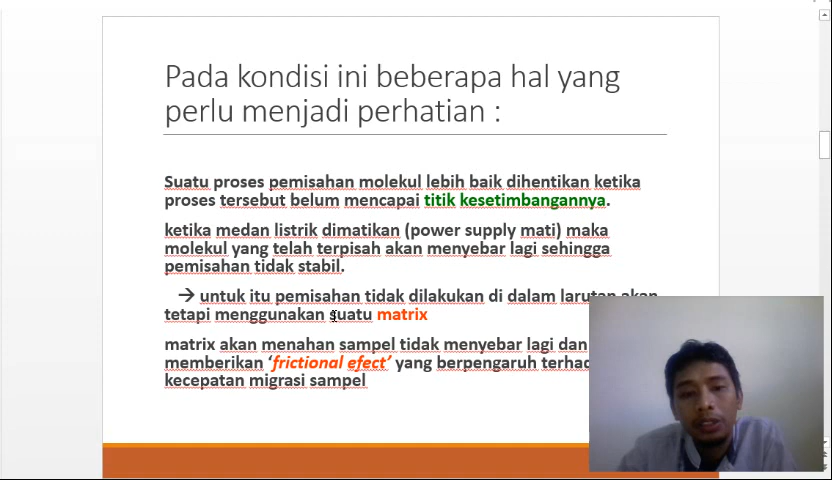 Pada kondisi ini beberapa hal yang
perlu menjadi perhatian :
Suatu proses pemisahan molekul lebih baik dihentikan ketika
proses tersebut belum mencapai titik kesetimbangannya.
ketika medan listrik dimatikan (power supply mati) maka
molekul yang telah terpisah akan menyebar lagi sehingga
pemisahan tidak stabil.
→ untuk itu pemisahan tidak dilakukan di dalam larutan akan
tetapi menggunakan suatu matrix
matrix akan menahan sampel tidak menyebar lagi dan
memberikan ‘frictional efect’ yang berpengaruh
kecepatan migrasi sampel